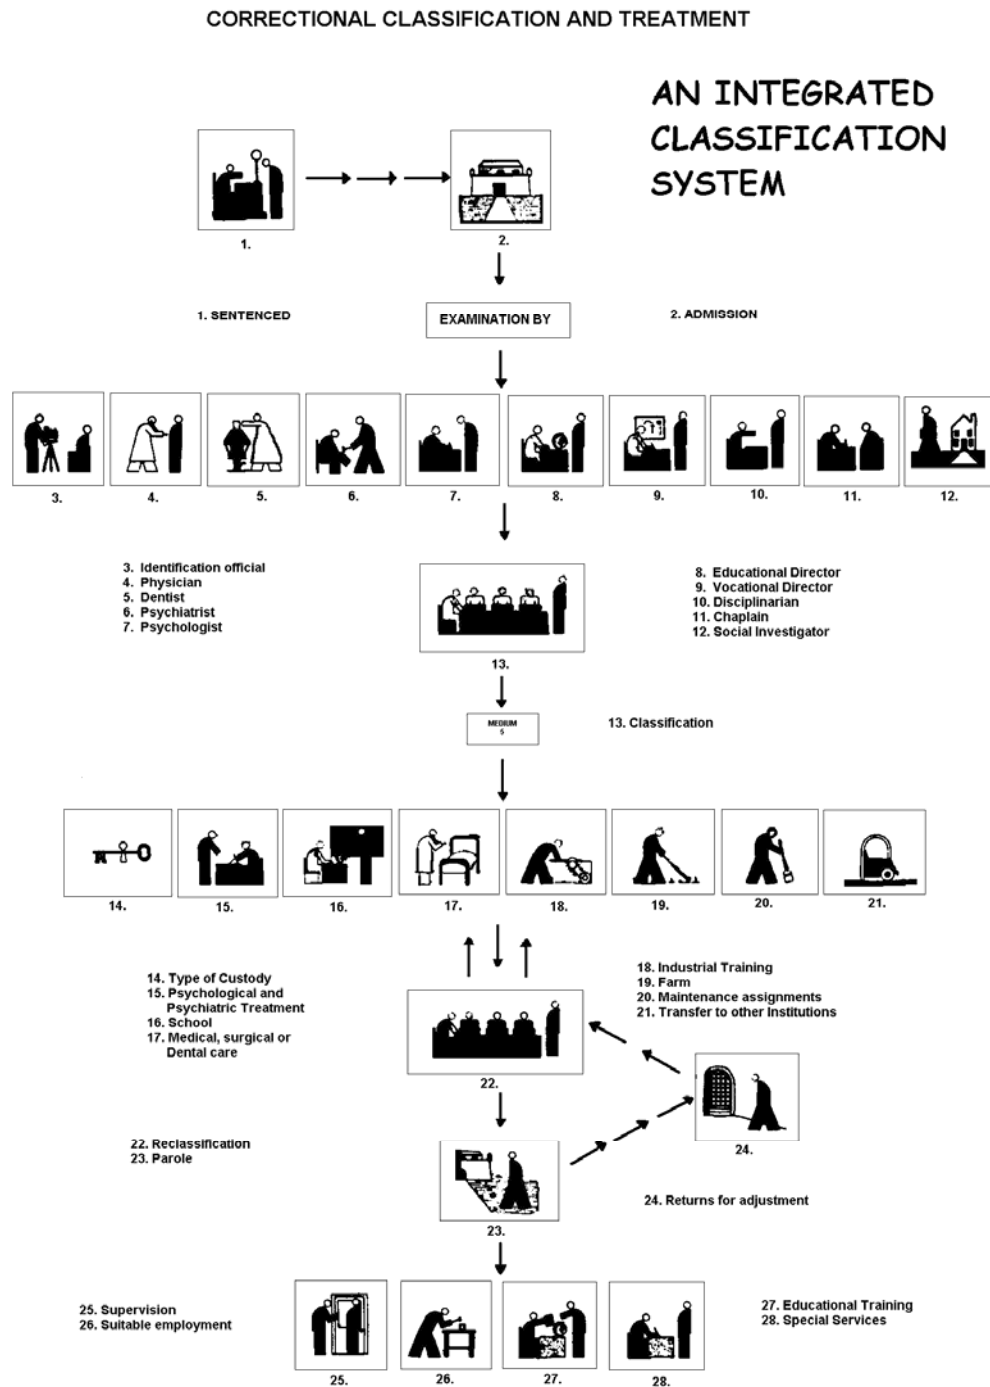 CORRECTIONAL CLASSIFICATION AND TREATMENT
AN INTEGRATED
CLASSIFICATION
SYSTEM
1.
2.
1. SENTENCED
EXAMINATION BY
2. ADMISSION
3.
4.
5.
6.
7.
8.
9.
10.
11.
12.
3. Identification official
4. Physician
5. Dentist
6. Psychiatrist
7. Psychologist
8. Educational Director
9. Vocational Director
10. Disciplinarian
11. Chaplain
12. Social Investigator
13.
MEDIUM
5
13. Classification
14.
15.
16.
17.
18.
19.
20.
21.
14. Type of Custody
15. Psychological and
Psychiatric Treatment
16. School
17. Medical, surgical or
Dental care
18. Industrial Training
19. Farm
20. Maintenance assignments
21. Transfer to other Institutions
22.
22. Reclassification
23. Parole
24.
24. Returns for adjustment
23.
25. Supervision
26. Suitable employment
27. Educational Training
28. Special Services
25.
26.
27.
28.